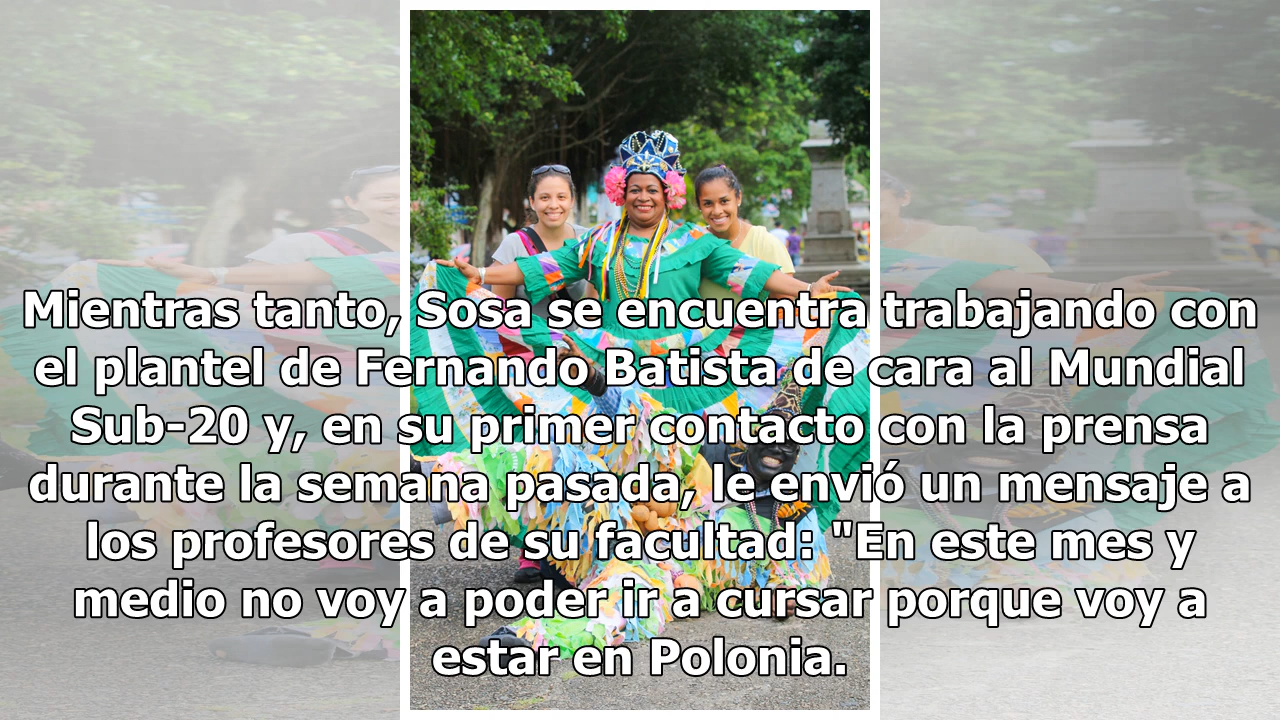 Mientras tanto, Sosa se encuentra trabajando con
el plantel de Fernando Batista de cara al Mundial
Sub-20 y, en su primer contacto con la prensa
durante la semana pasada, le envió un mensaje a
los profesores de su facultad: "En este mes y
medio no voy a poder ir a cursar porque voy a
estar en Polonia.